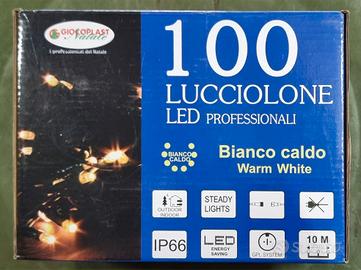 GIOCOPLAST
Natale
i professionisti del Natale
100
LUCCIOLONE
LED PROFESSIONALI
BIANCO
CALDO
Bianco caldo
Warm White
OUTDOOR
INDOOR
STEADY
LIGHTS
IP66
LED
ENERGY
SAVING
GPL SYSTEM
10 M